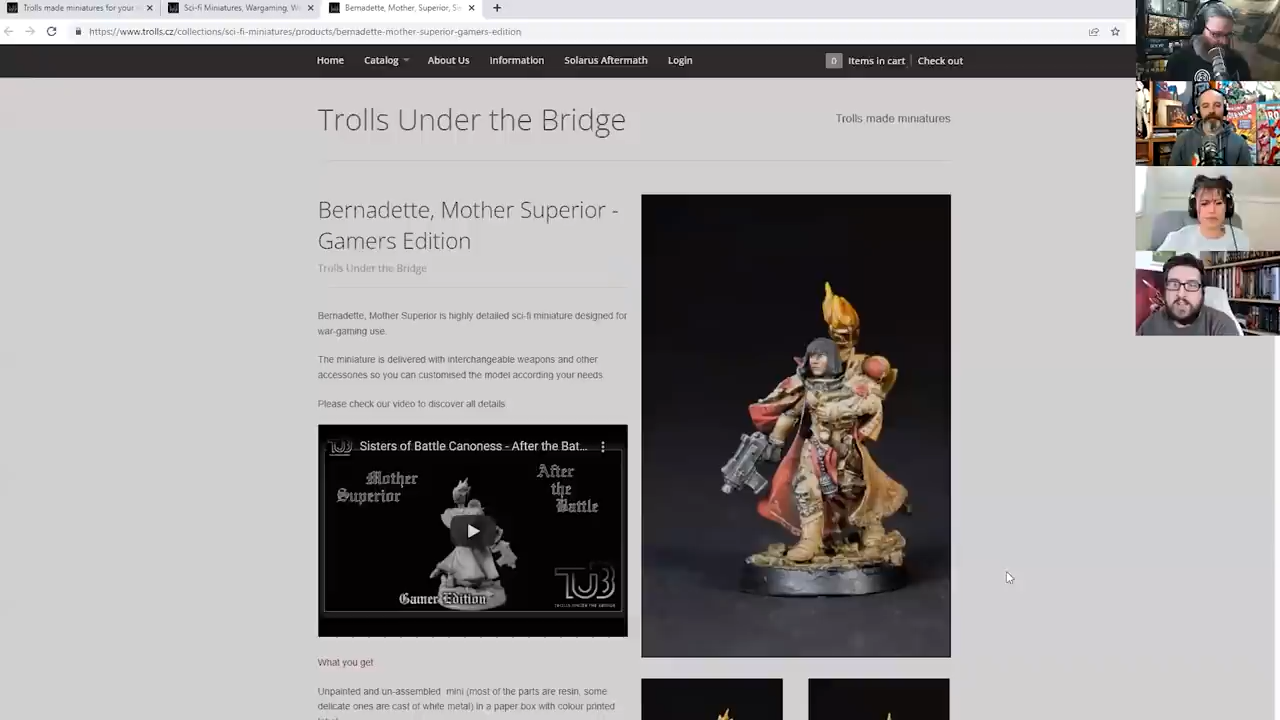 Trolls made miniatures for your
Sci-fi Miniatures, Wargaming, W
Bernadette, Mother Superior, S
https://www.trolls.cz/collections/sci-fi-miniatures/products/bernadette-mother-superior-gamers-edition
Home Catalog About Us Information Solarus Aftermath Login 0 Items in cart Check out
Trolls Under the Bridge
Trolls made miniatures
Bernadette, Mother Superior -
Gamers Edition
Trolls Under the Bridge
Bernadette, Mother Superior is highly detailed sci-fi miniature designed for
war-gaming use.
The miniature is delivered with interchangeable weapons and other
accessories so you can customised the model according your needs.
Please check our video to discover all details
Sisters of Battle Canoness - After the Bat...
Mother
Superior
After
the
Battle
Gamer Edition
TUB
TROLLS UNDER THE BRIDGE
What you get
Unpainted and un-assembled mini (most of the parts are resin, some
delicate ones are cast of white metal) in a paper box with colour printed